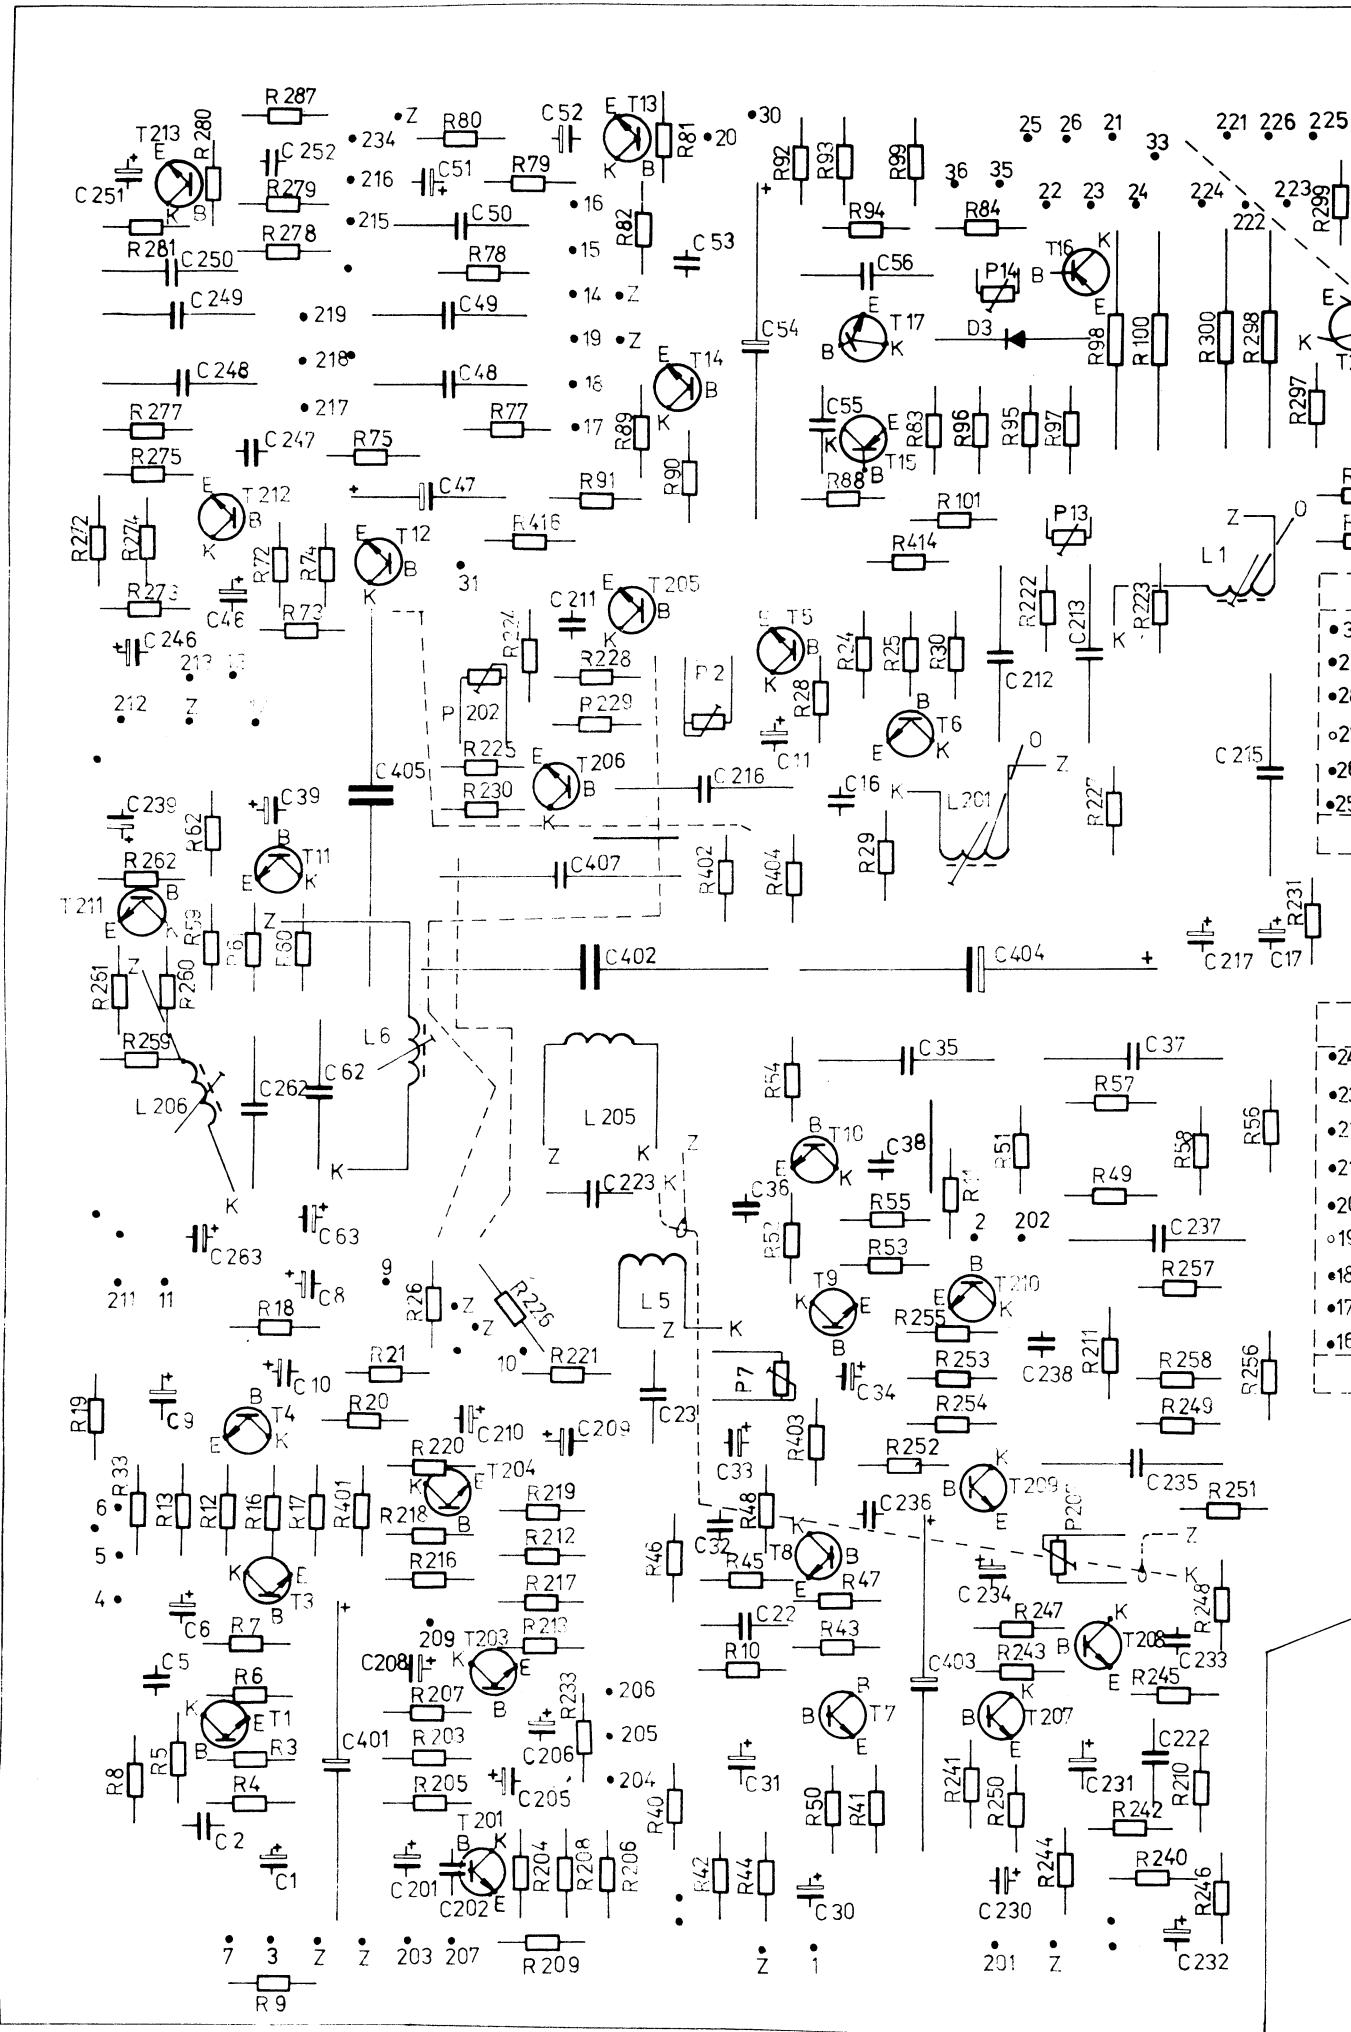 R287
Z
C52
E T13
30
T213
R280
234
R80
R81
20
25 26 21
221 226 225
E
C252
C51
R79
K B
R92 R93 R99
33
C251
216
36 35
R299
K B
R279
215
C50
16
R82
R94 R84
22 23 24
224 223
222
R281
R278
15
C53
T16 K
C250
R78
C56
P14
B
C249
14 Z
E
219
C49
C54
E T17
D3
R98 R100 R300 R298
E
19 Z
B K
K
218
E T14
C248
C48
18
B
217
K
R297
R277
R77
17
R89
C55
E
R83 R96 R95 R97
K
C247
R75
T15
R275
R90
B
E T212
C47
R91
R88
B
R101
P13
Z O
R272 R274
K
R72 R74
E T12
R416
L1
B
R414
K
31
E T205
R273
C46
C211
B
R222 C213 R223
R73
R224
K
T5
K
C246
B
R24 R25 R30
213
R228
K
C212
P202
R28
212 Z
R229
B T6
C11
E K
O
R225
E T206
C215
C405
B
C216
C16
K
Z
R230
L201
C239
C39
K
R227
R62
B
R262
T11
C407
R402 R404
R29
B
E K
T211
E
R59
R60
Z
R231
Z
C402
C404
+
C217 C17
R261 R260
R259
L6
C35
C37
R54
C62
R57
L206
C262
L205
R56
B T10
R51
R58
C38
Z K
Z
E K
K
K
C223
K
C36
R49
R55
2 202
C263
C63
R52
C237
R53
B
9
T9
T210
R257
211 11
C8
R26
Z
R226
L5
K E
E
K
R18
Z
Z K
R255
B
R21
10
R221
P7
R253
C238
R211
R258
R256
C10
C34
R19
C9
B T4
R20
C210
C23
R254
R249
C209
R403
E K
C33
R252
K
R220
T204
T209
C235
R33
K E
R251
6
R13 R12 R16 R17 R401
R219
R48
C236
B
R218
B
E
5
R212
C32
K
Z
K E
R216
R46
R45
T8 B
4
T3
R217
E
C234
K
B
R47
R248
C6
R7
209
R213
C22
R247
K
T203
R43
B T208
C208
K E
R10
R243
C233
C5
R6
R207
B
R233
206
C403
E
R245
K
B
K
E T1
205
B T7
B T207
C401
R203
C206
C222
R8 R5
B
R3
E
E
204
C31
C231
R4
R205
C205
R40
R50 R41
R241 R250
R210
C2
T201
R242
B K
C1
R204 R208 R206
R42 R44
R244
R240
C201
C202
E
C30
C230
R246
7 3 Z Z 203 207
R209
Z 1
201 Z
C232
R9